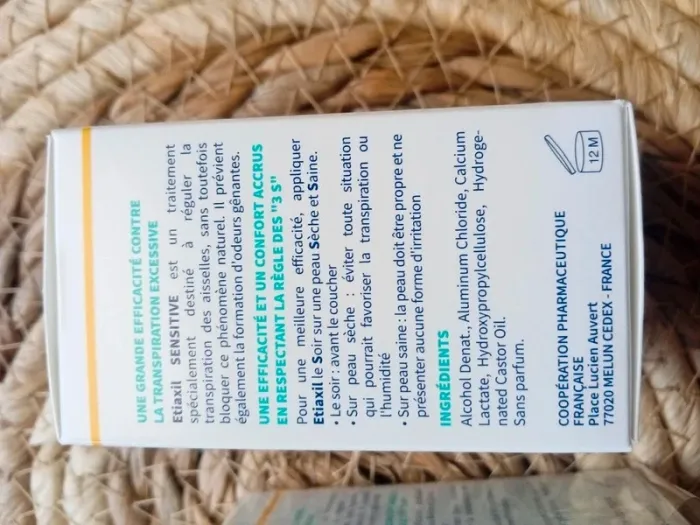 UNE GRANDE EFFICACITÉ CONTRE
LA TRANSPIRATION EXCESSIVE
Etiaxil SENSITIVE est un traitement
spécialement destiné à réguler la
transpiration des aisselles, sans toutefois
bloquer ce phénomène naturel. Il prévient
également la formation d'odeurs gênantes.
UNE EFFICACITÉ ET UN CONFORT ACCRUS
EN RESPECTANT LA RÈGLE DES "3 S"
Pour une meilleure efficacité, appliquer
Etiaxil le Soir sur une peau Sèche et Saine.
• Le soir : avant le coucher
• Sur peau sèche : éviter toute situation
qui pourrait favoriser la transpiration ou
l'humidité
• Sur peau saine : la peau doit être propre et ne
présenter aucune forme d'irritation
INGRÉDIENTS
Alcohol Denat., Aluminum Chloride, Calcium
Lactate, Hydroxypropylcellulose, Hydroge-
nated Castor Oil.
Sans parfum.
COOPÉRATION PHARMACEUTIQUE
FRANÇAISE
Place Lucien Auvert
77020 MELUN CEDEX - FRANCE
12 M